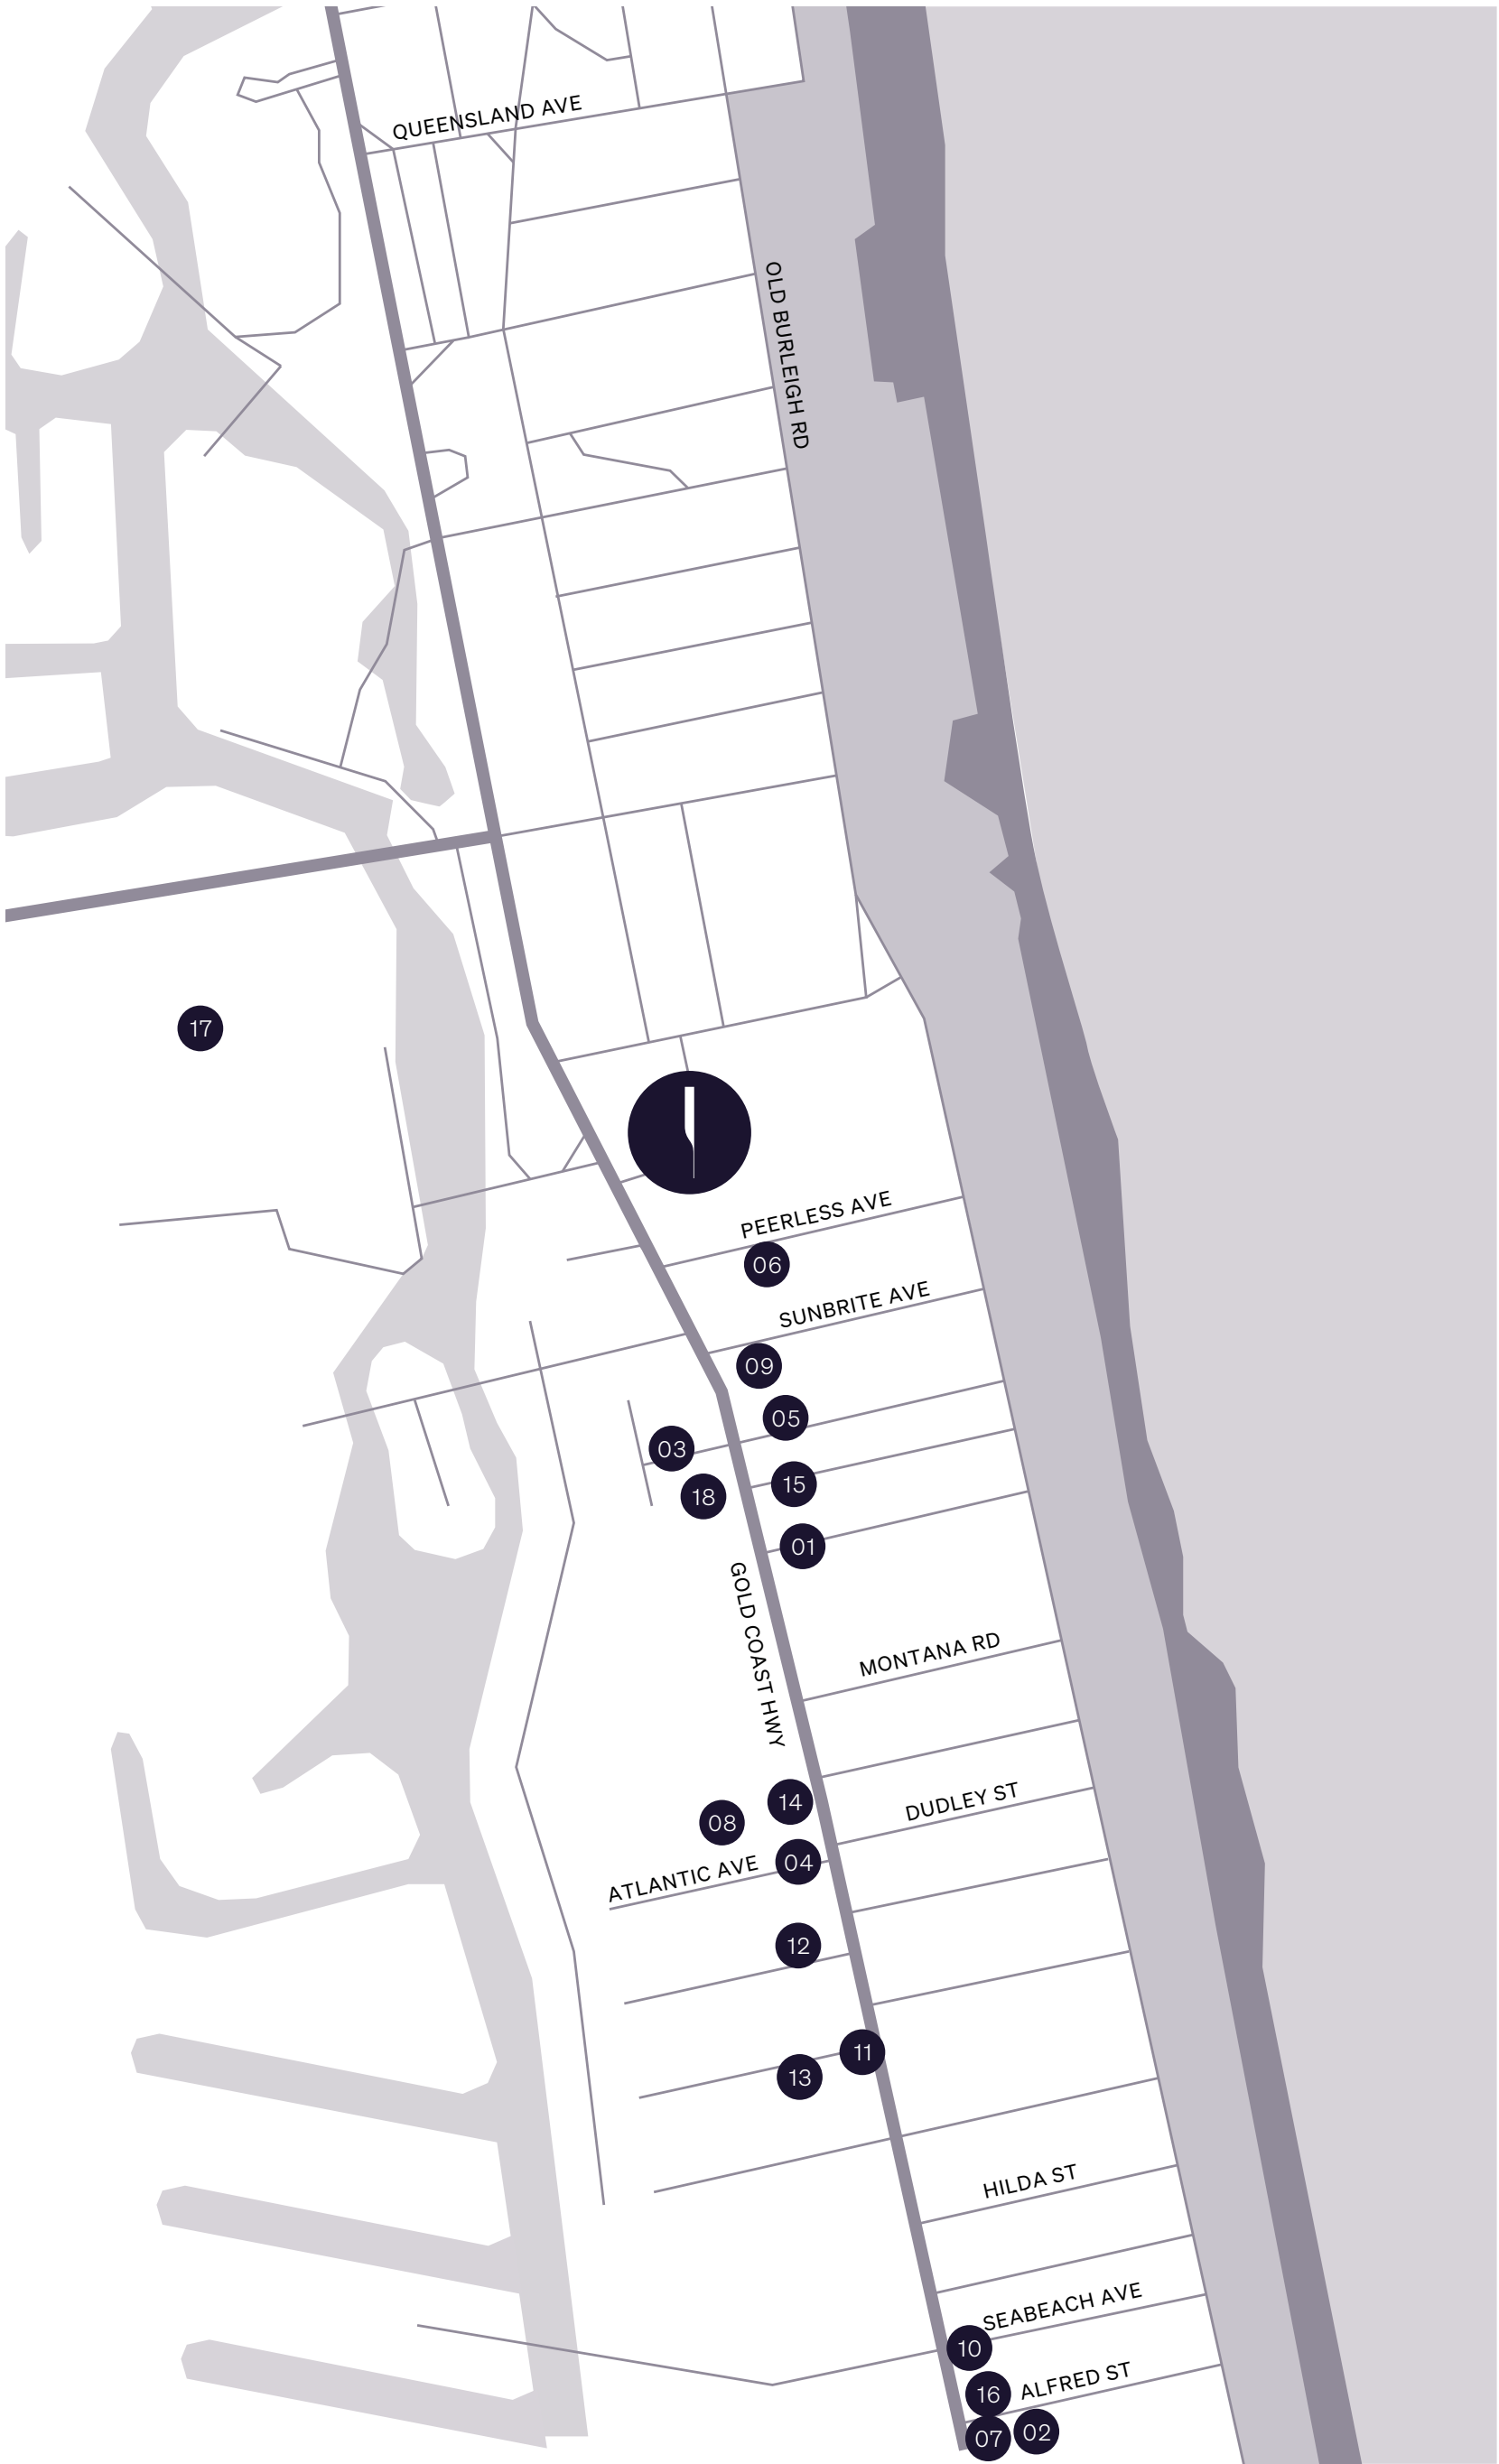 QUEENSLAND AVE
OLD BURLEIGH RD
17
PEERLESS AVE
06
SUNBRITE AVE
09
05
03
15
18
01
GOLD COAST HWY
MONTANA RD
14
DUDLEY ST
08
04
ATLANTIC AVE
12
11
13
HILDA ST
SEABEACH AVE
10
ALFRED ST
16
02
07